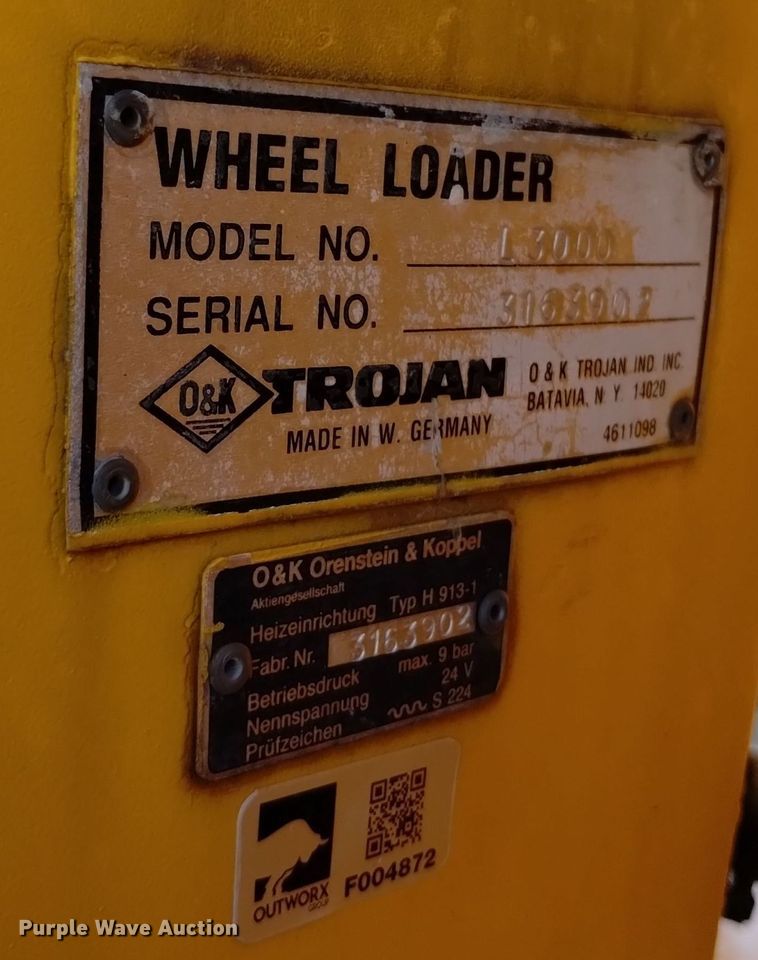 WHEEL LOADER
MODEL NO. L 3000
SERIAL NO. 3163902
O&K TROJAN
O & K TROJAN IND. INC.
BATAVIA, N. Y. 14020
MADE IN W. GERMANY
4611098
O&K Orenstein & Koppel
Aktiengesellschaft
Heizeinrichtung Typ H 913-1
Fabr. Nr. 3163902
Betriebsdruck max. 9 bar
Nennspannung 24 V
Prüfzeichen S 224
OUTWORX
GROUP
F004872
Purple Wave Auction